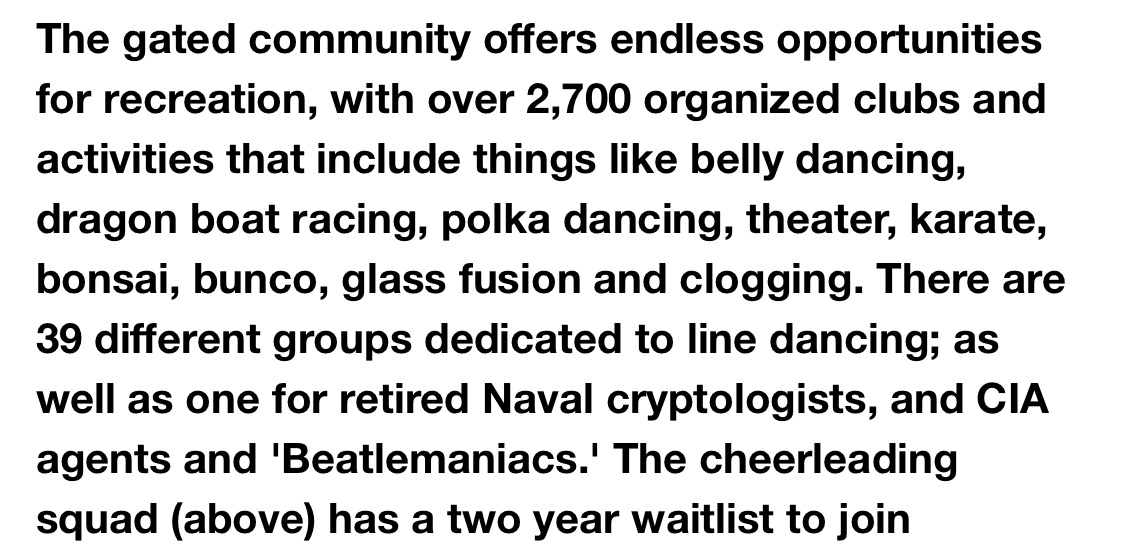 The gated community offers endless opportunities
for recreation, with over 2,700 organized clubs and
activities that include things like belly dancing,
dragon boat racing, polka dancing, theater, karate,
bonsai, bunco, glass fusion and clogging. There are
39 different groups dedicated to line dancing; as
well as one for retired Naval cryptologists, and CIA
agents and 'Beatlemaniacs.' The cheerleading
squad (above) has a two year waitlist to join